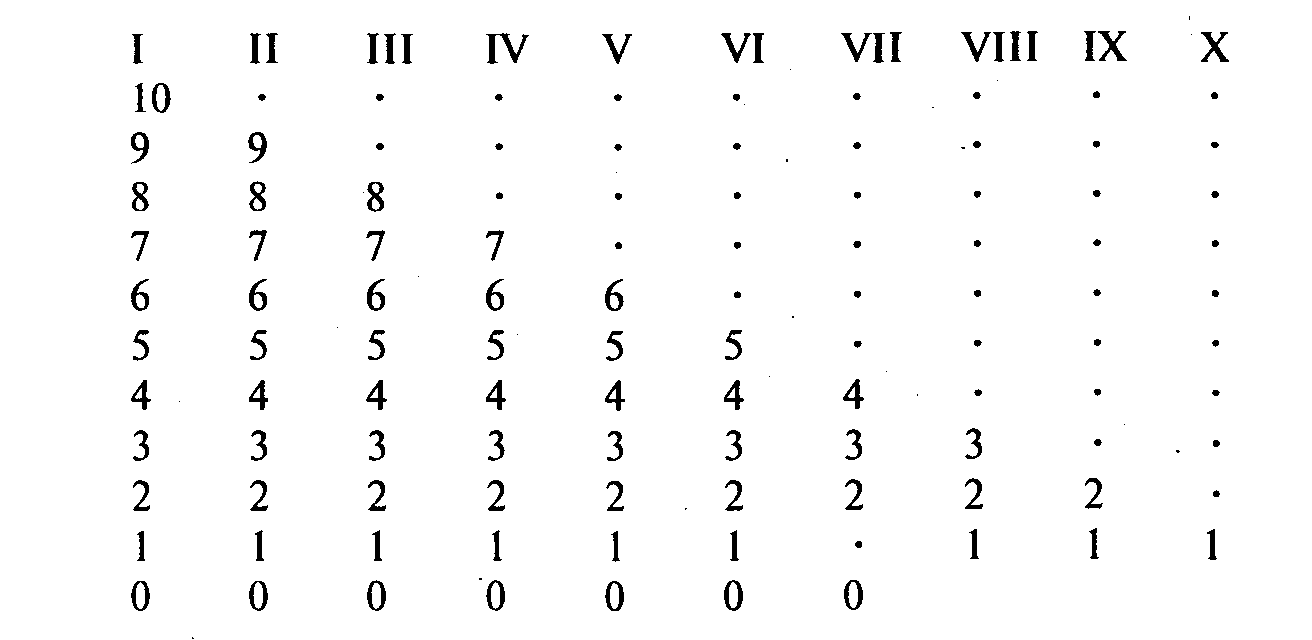 I II III IV V VI VII VIII IX X
10 · · · · · · · · ·
9 9 · · · · · · · ·
8 8 8 · · · · · · ·
7 7 7 7 · · · · · ·
6 6 6 6 6 · · · · ·
5 5 5 5 5 5 · · · ·
4 4 4 4 4 4 4 · · ·
3 3 3 3 3 3 3 3 · ·
2 2 2 2 2 2 2 2 2 ·
1 1 1 1 1 1 · 1 1 1
0 0 0 0 0 0 0